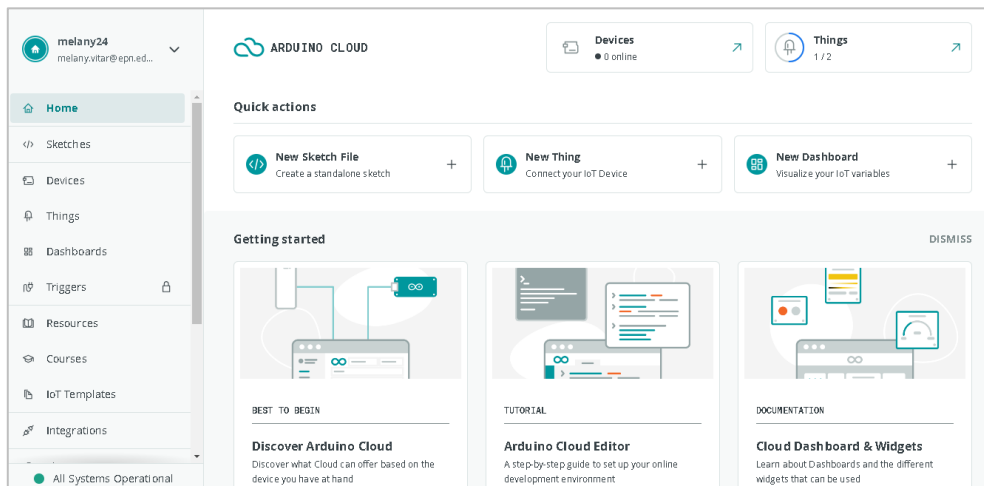 melany24
melany.vitar@epn.ed...
Home
Sketches
Devices
Things
Dashboards
Triggers
Resources
Courses
IoT Templates
Integrations
All Systems Operational
ARDUINO CLOUD
Devices
0 online
Things
1 / 2
Quick actions
New Sketch File
Create a standalone sketch
New Thing
Connect your IoT Device
New Dashboard
Visualize your IoT variables
Getting started
DISMISS
BEST TO BEGIN
Discover Arduino Cloud
Discover what Cloud can offer based on the
device you have at hand
TUTORIAL
Arduino Cloud Editor
A step-by-step guide to set up your online
development environment
DOCUMENTATION
Cloud Dashboard & Widgets
Learn about Dashboards and the different
widgets that can be used